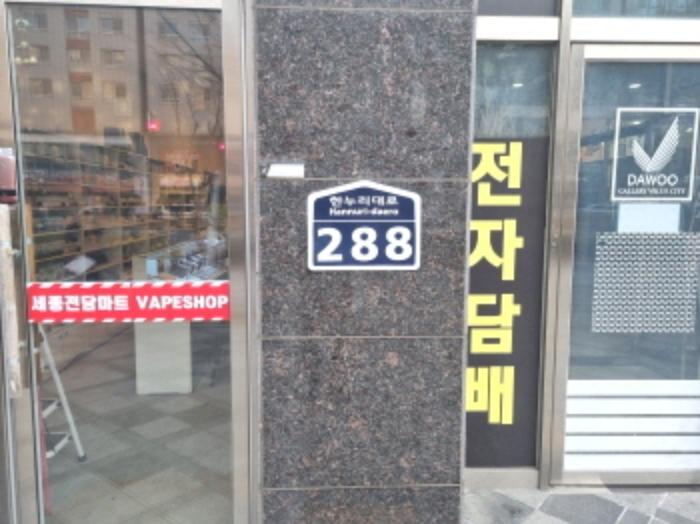 세종전담마트 VAPESHOP
한누리대로
Hannuri-daero
288
전자담배
DAWOO
GALLERY VALUE CITY